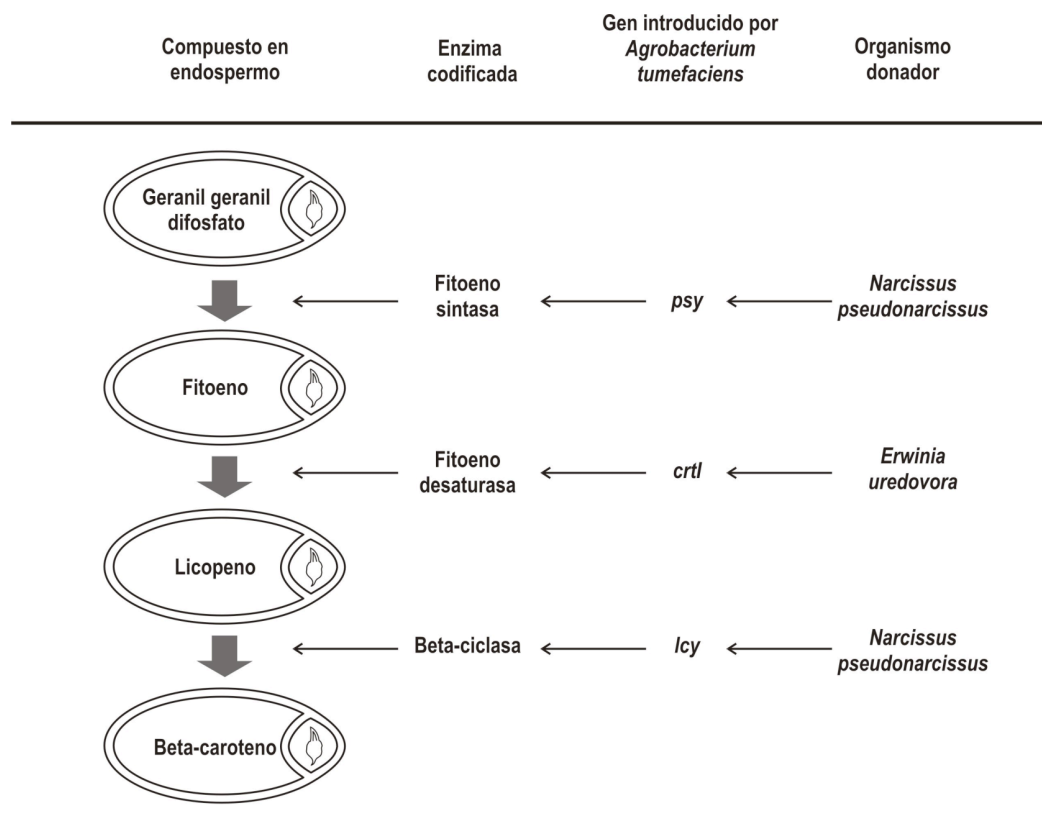 Compuesto en
endospermo
Enzima
codificada
Gen introducido por
Agrobacterium
tumefaciens
Organismo
donador
Geranil geranil
difosfato
Fitoeno
sintasa
psy
Narcissus
pseudonarcissus
Fitoeno
Fitoeno
desaturasa
crtl
Erwinia
uredovora
Licopeno
Beta-ciclasa
lcy
Narcissus
pseudonarcissus
Beta-caroteno